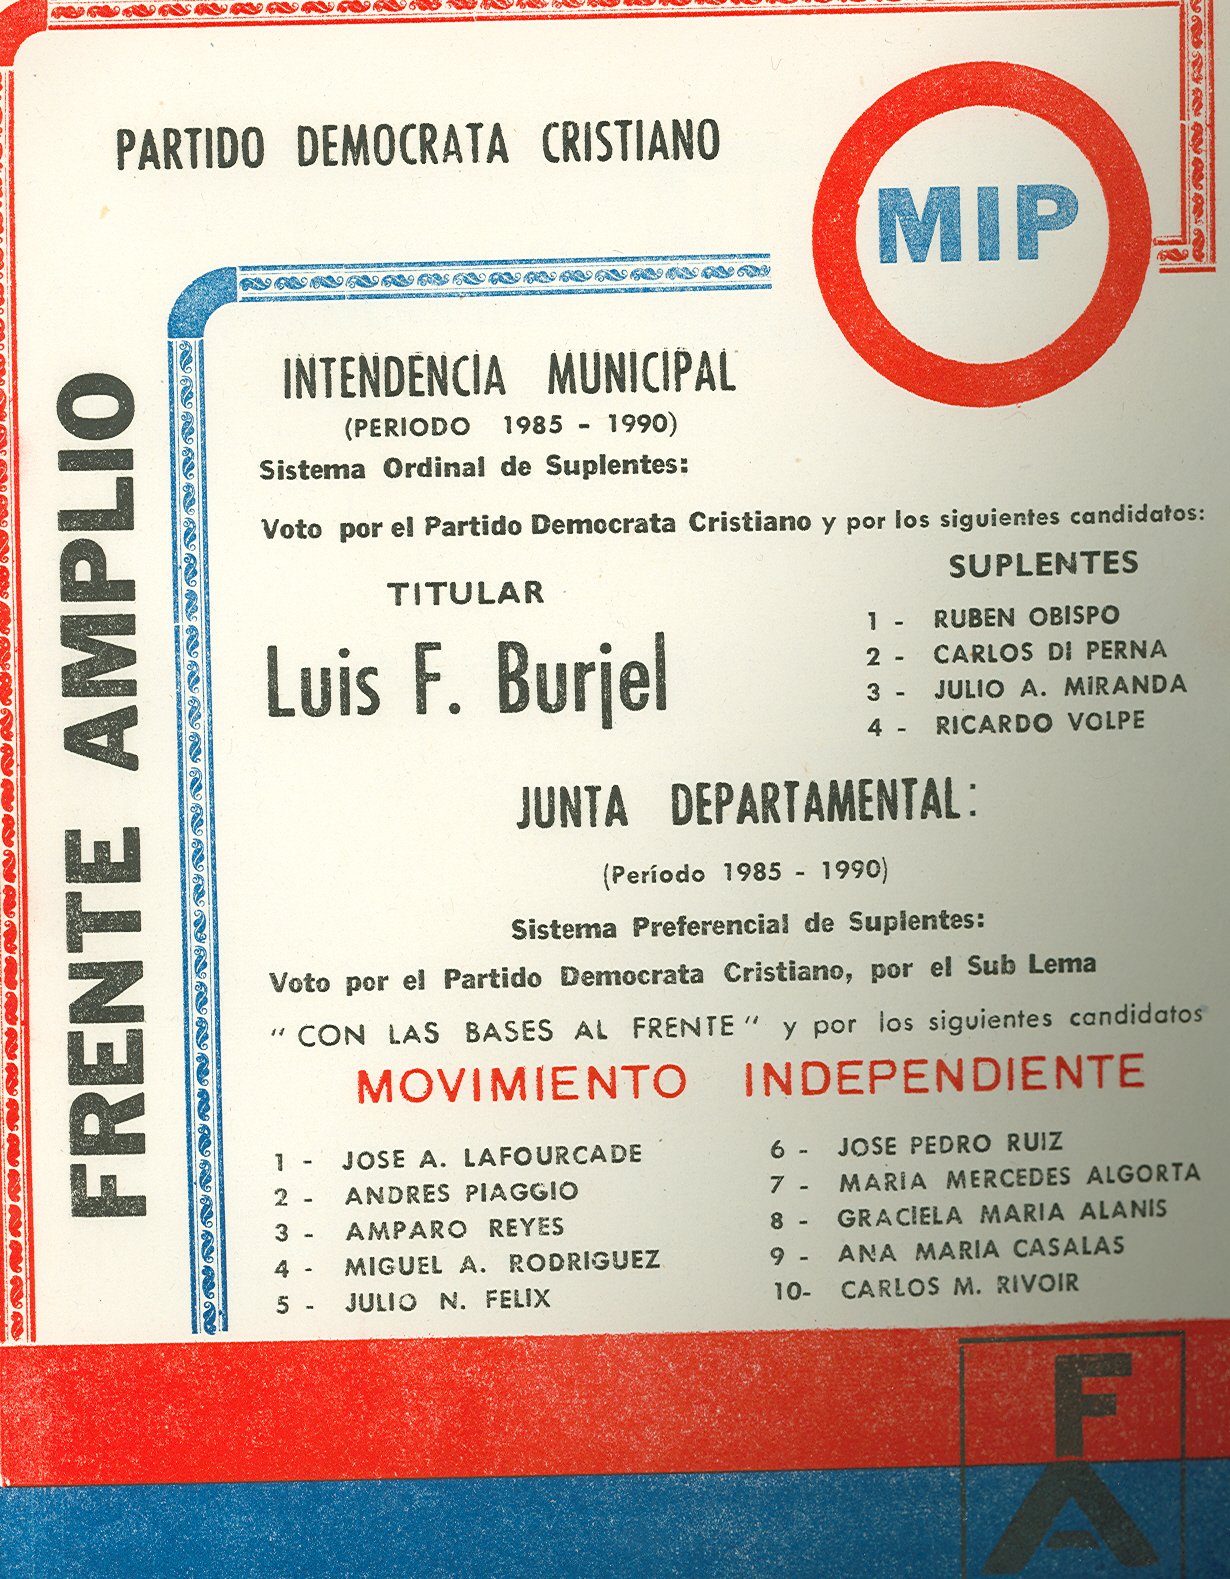 PARTIDO DEMOCRATA CRISTIANO
MIP
FRENTE AMPLIO
INTENDENCIA MUNICIPAL
(PERIODO 1985 - 1990)
Sistema Ordinal de Suplentes:
Voto por el Partido Democrata Cristiano y por los siguientes candidatos:
TITULAR
Luis F. Burjel
SUPLENTES
1 - RUBEN OBISPO
2 - CARLOS DI PERNA
3 - JULIO A. MIRANDA
4 - RICARDO VOLPE
JUNTA DEPARTAMENTAL:
(Período 1985 - 1990)
Sistema Preferencial de Suplentes:
Voto por el Partido Democrata Cristiano, por el Sub Lema
"CON LAS BASES AL FRENTE" y por los siguientes candidatos
MOVIMIENTO INDEPENDIENTE
1 - JOSE A. LAFOURCADE
2 - ANDRES PIAGGIO
3 - AMPARO REYES
4 - MIGUEL A. RODRIGUEZ
5 - JULIO N. FELIX
6 - JOSE PEDRO RUIZ
7 - MARIA MERCEDES ALGORTA
8 - GRACIELA MARIA ALANIS
9 - ANA MARIA CASALAS
10- CARLOS M. RIVOIR
F
A